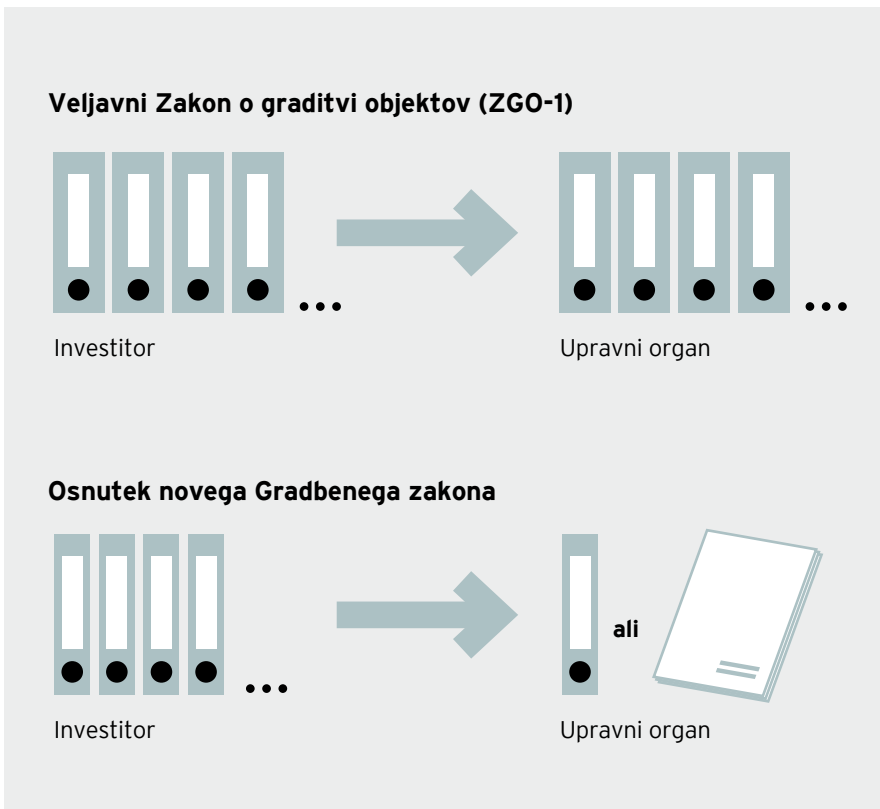 Veljavni Zakon o graditvi objektov (ZGO-1)
...
...
Investitor
Upravni organ
Osnutek novega Gradbenega zakona
ali
...
Investitor
Upravni organ